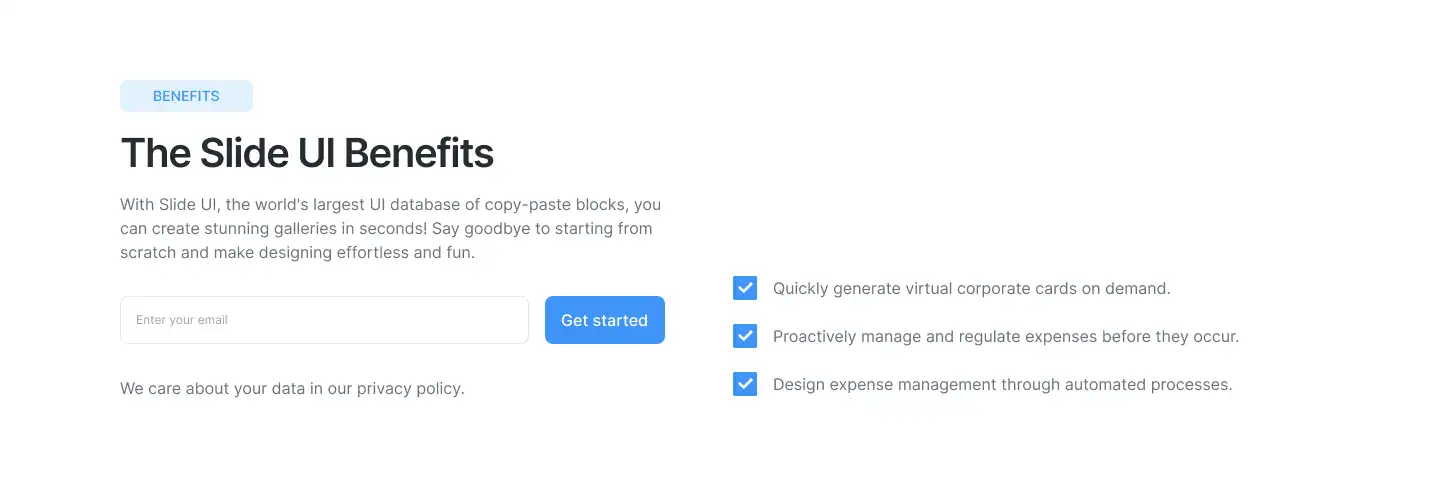 BENEFITS
The Slide UI Benefits
With Slide UI, the world's largest UI database of copy-paste blocks, you
can create stunning galleries in seconds! Say goodbye to starting from
scratch and make designing effortless and fun.
Enter your email
Get started
We care about your data in our privacy policy.
Quickly generate virtual corporate cards on demand.
Proactively manage and regulate expenses before they occur.
Design expense management through automated processes.